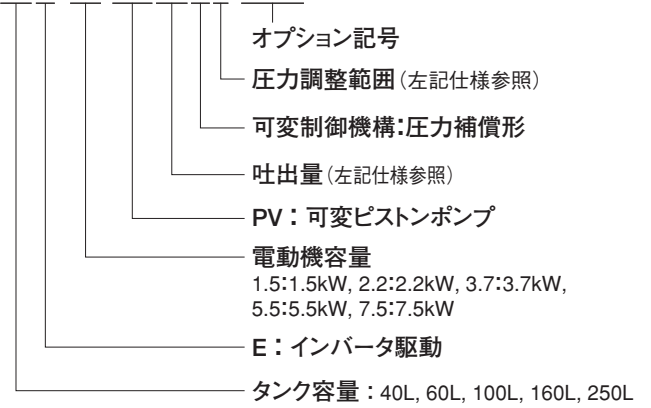 オプション記号
圧力調整範囲(左記仕様参照)
可変制御機構:圧力補償形
吐出量(左記仕様参照)
PV:可変ピストンポンプ
電動機容量
1.5:1.5kW, 2.2:2.2kW, 3.7:3.7kW,
5.5:5.5kW, 7.5:7.5kW
E:インバータ駆動
タンク容量:40L, 60L, 100L, 160L, 250L